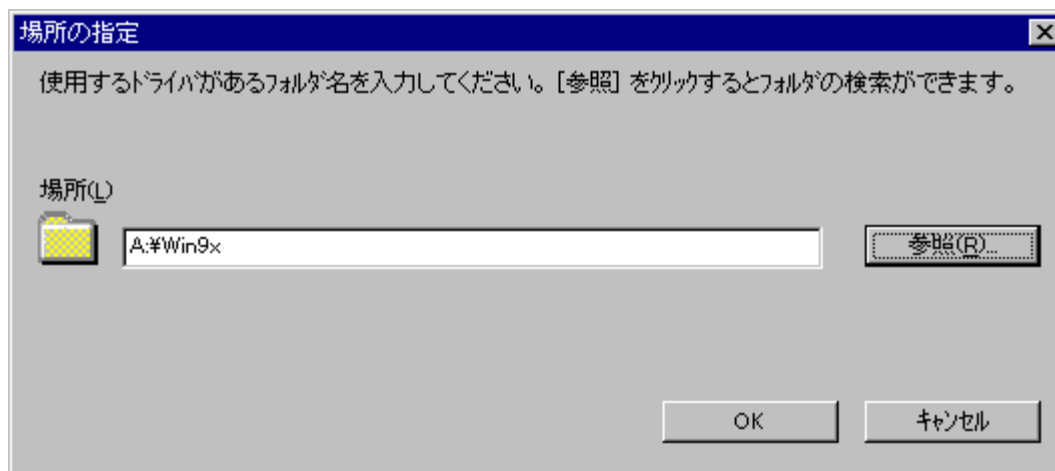 場所の指定
使用するﾄﾞﾗｲﾊﾞがあるﾌｫﾙﾀﾞ名を入力してください。[参照] をｸﾘｯｸするとﾌｫﾙﾀﾞの検索ができます。
場所(L)
A:¥Win9x
参照(R)...
OK
ｷｬﾝｾﾙ